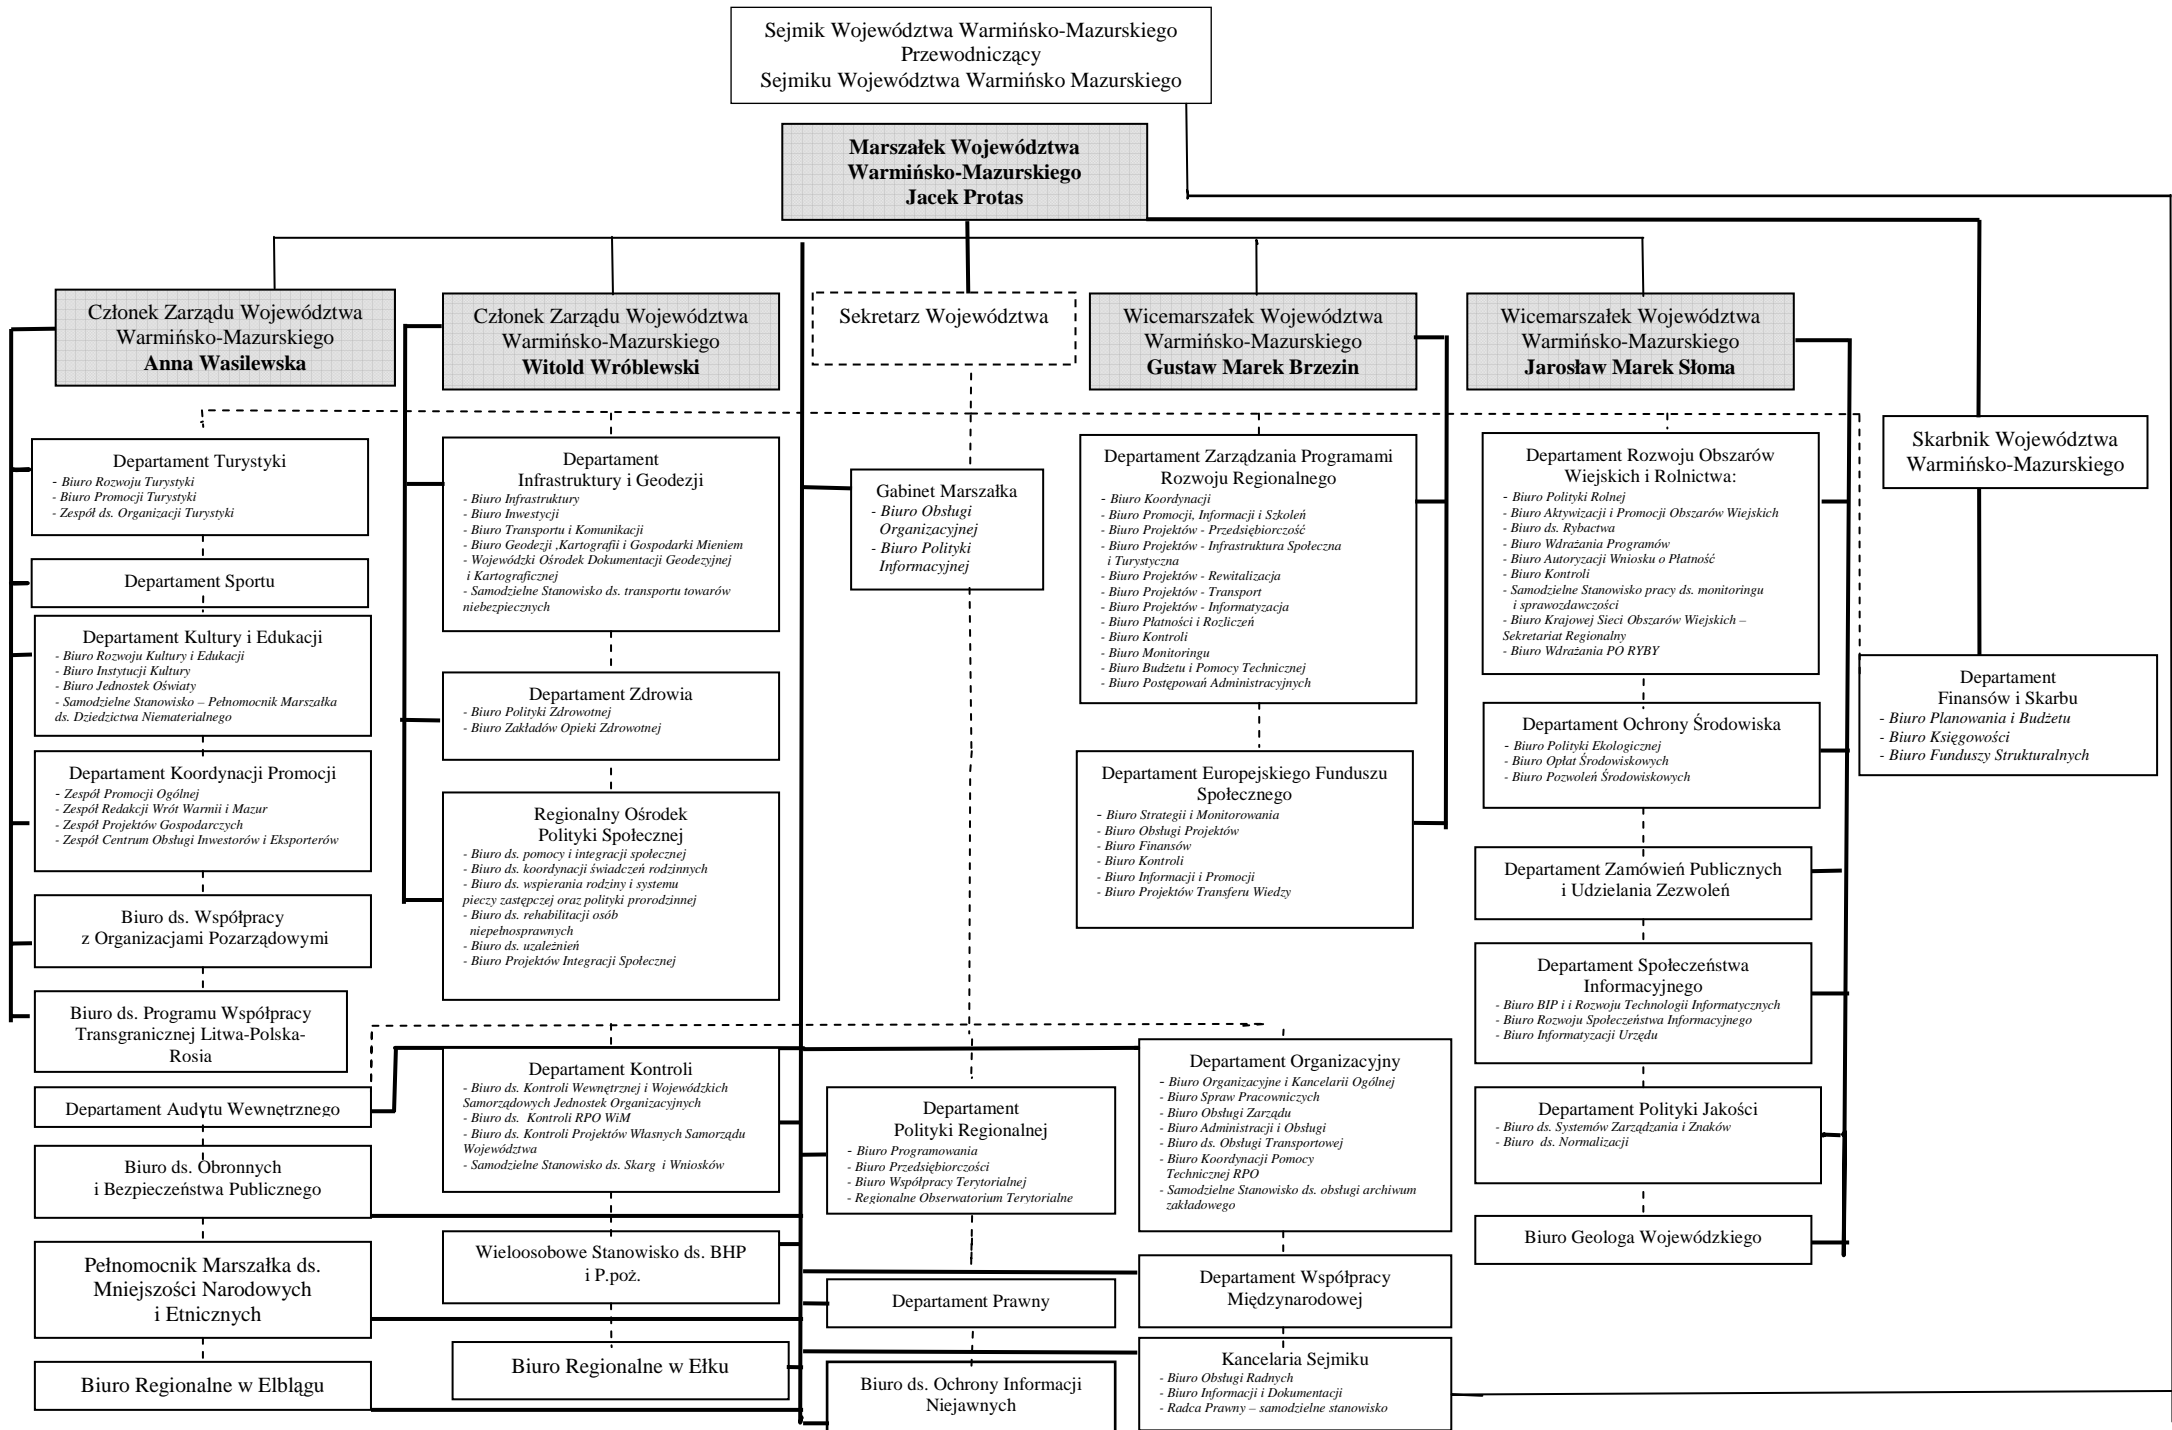 Sejmik Województwa Warmińsko-Mazurskiego
Przewodniczący
Sejmiku Województwa Warmińsko Mazurskiego
Marszałek Województwa
Warmińsko-Mazurskiego
Jacek Protas
Członek Zarządu Województwa
Warmińsko-Mazurskiego
Anna Wasilewska
Członek Zarządu Województwa
Warmińsko-Mazurskiego
Witold Wróblewski
Sekretarz Województwa
Wicemarszałek Województwa
Warmińsko-Mazurskiego
Gustaw Marek Brzezin
Wicemarszałek Województwa
Warmińsko-Mazurskiego
Jarosław Marek Słoma
Skarbnik Województwa
Warmińsko-Mazurskiego
Departament Turystyki
- Biuro Rozwoju Turystyki
- Biuro Promocji Turystyki
- Zespół ds. Organizacji Turystyki
Departament Sportu
Departament Kultury i Edukacji
- Biuro Rozwoju Kultury i Edukacji
- Biuro Instytucji Kultury
- Biuro Jednostek Oświaty
- Samodzielne Stanowisko – Pełnomocnik Marszałka
ds. Dziedzictwa Niematerialnego
Departament Koordynacji Promocji
- Zespół Promocji Ogólnej
- Zespół Redakcji Wrót Warmii i Mazur
- Zespół Projektów Gospodarczych
- Zespół Centrum Obsługi Inwestorów i Eksporterów
Biuro ds. Współpracy
z Organizacjami Pozarządowymi
Biuro ds. Programu Współpracy
Transgranicznej Litwa-Polska-
Rosja
Departament Audytu Wewnętrznego
Biuro ds. Obronnych
i Bezpieczeństwa Publicznego
Pełnomocnik Marszałka ds.
Mniejszości Narodowych
i Etnicznych
Biuro Regionalne w Elblągu
Departament
Infrastruktury i Geodezji
- Biuro Infrastruktury
- Biuro Inwestycji
- Biuro Transportu i Komunikacji
- Biuro Geodezji ,Kartografii i Gospodarki Mieniem
- Wojewódzki Ośrodek Dokumentacji Geodezyjnej
i Kartograficznej
- Samodzielne Stanowisko ds. transportu towarów
niebezpiecznych
Departament Zdrowia
- Biuro Polityki Zdrowotnej
- Biuro Zakładów Opieki Zdrowotnej
Regionalny Ośrodek
Polityki Społecznej
- Biuro ds. pomocy i integracji społecznej
- Biuro ds. koordynacji świadczeń rodzinnych
- Biuro ds. wspierania rodziny i systemu
pieczy zastępczej oraz polityki prorodzinnej
- Biuro ds. rehabilitacji osób
niepełnosprawnych
- Biuro ds. uzależnień
- Biuro Projektów Integracji Społecznej
Departament Kontroli
- Biuro ds. Kontroli Wewnętrznej i Wojewódzkich
Samorządowych Jednostek Organizacyjnych
- Biuro ds. Kontroli RPO WiM
- Biuro ds. Kontroli Projektów Własnych Samorządu
Województwa
- Samodzielne Stanowisko ds. Skarg i Wniosków
Wieloosobowe Stanowisko ds. BHP
i P.poż.
Biuro Regionalne w Ełku
Gabinet Marszałka
- Biuro Obsługi
Organizacyjnej
- Biuro Polityki
Informacyjnej
Departament
Polityki Regionalnej
- Biuro Programowania
- Biuro Przedsiębiorczości
- Biuro Współpracy Terytorialnej
- Regionalne Obserwatorium Terytorialne
Departament Prawny
Biuro ds. Ochrony Informacji
Niejawnych
Departament Zarządzania Programami
Rozwoju Regionalnego
- Biuro Koordynacji
- Biuro Promocji, Informacji i Szkoleń
- Biuro Projektów - Przedsiębiorczość
- Biuro Projektów - Infrastruktura Społeczna
i Turystyczna
- Biuro Projektów - Rewitalizacja
- Biuro Projektów - Transport
- Biuro Projektów - Informatyzacja
- Biuro Płatności i Rozliczeń
- Biuro Kontroli
- Biuro Monitoringu
- Biuro Budżetu i Pomocy Technicznej
- Biuro Postępowań Administracyjnych
Departament Europejskiego Funduszu
Społecznego
- Biuro Strategii i Monitorowania
- Biuro Obsługi Projektów
- Biuro Finansów
- Biuro Kontroli
- Biuro Informacji i Promocji
- Biuro Projektów Transferu Wiedzy
Departament Organizacyjny
- Biuro Organizacyjne i Kancelarii Ogólnej
- Biuro Spraw Pracowniczych
- Biuro Obsługi Zarządu
- Biuro Administracji i Obsługi
- Biuro ds. Obsługi Transportowej
- Biuro Koordynacji Pomocy
Technicznej RPO
- Samodzielne Stanowisko ds. obsługi archiwum
zakładowego
Departament Współpracy
Międzynarodowej
Kancelaria Sejmiku
- Biuro Obsługi Radnych
- Biuro Informacji i Dokumentacji
- Radca Prawny – samodzielne stanowisko
Departament Rozwoju Obszarów
Wiejskich i Rolnictwa:
- Biuro Polityki Rolnej
- Biuro Aktywizacji i Promocji Obszarów Wiejskich
- Biuro ds. Rybactwa
- Biuro Wdrażania Programów
- Biuro Autoryzacji Wniosku o Płatność
- Biuro Kontroli
- Samodzielne Stanowisko pracy ds. monitoringu
i sprawozdawczości
- Biuro Krajowej Sieci Obszarów Wiejskich –
Sekretariat Regionalny
- Biuro Wdrażania PO RYBY
Departament Ochrony Środowiska
- Biuro Polityki Ekologicznej
- Biuro Opłat Środowiskowych
- Biuro Pozwoleń Środowiskowych
Departament Zamówień Publicznych
i Udzielania Zezwoleń
Departament Społeczeństwa
Informacyjnego
- Biuro BIP i i Rozwoju Technologii Informatycznych
- Biuro Rozwoju Społeczeństwa Informacyjnego
- Biuro Informatyzacji Urzędu
Departament Polityki Jakości
- Biuro ds. Systemów Zarządzania i Znaków
- Biuro ds. Normalizacji
Biuro Geologa Wojewódzkiego
Departament
Finansów i Skarbu
- Biuro Planowania i Budżetu
- Biuro Księgowości
- Biuro Funduszy Strukturalnych